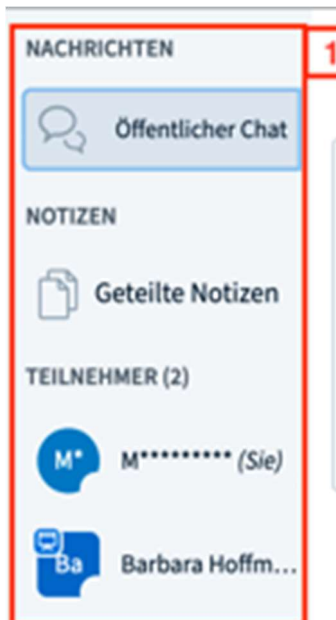 NACHRICHTEN
1
Öffentlicher Chat
NOTIZEN
Geteilte Notizen
TEILNEHMER (2)
M* M********* (Sie)
Ba Barbara Hoffm...